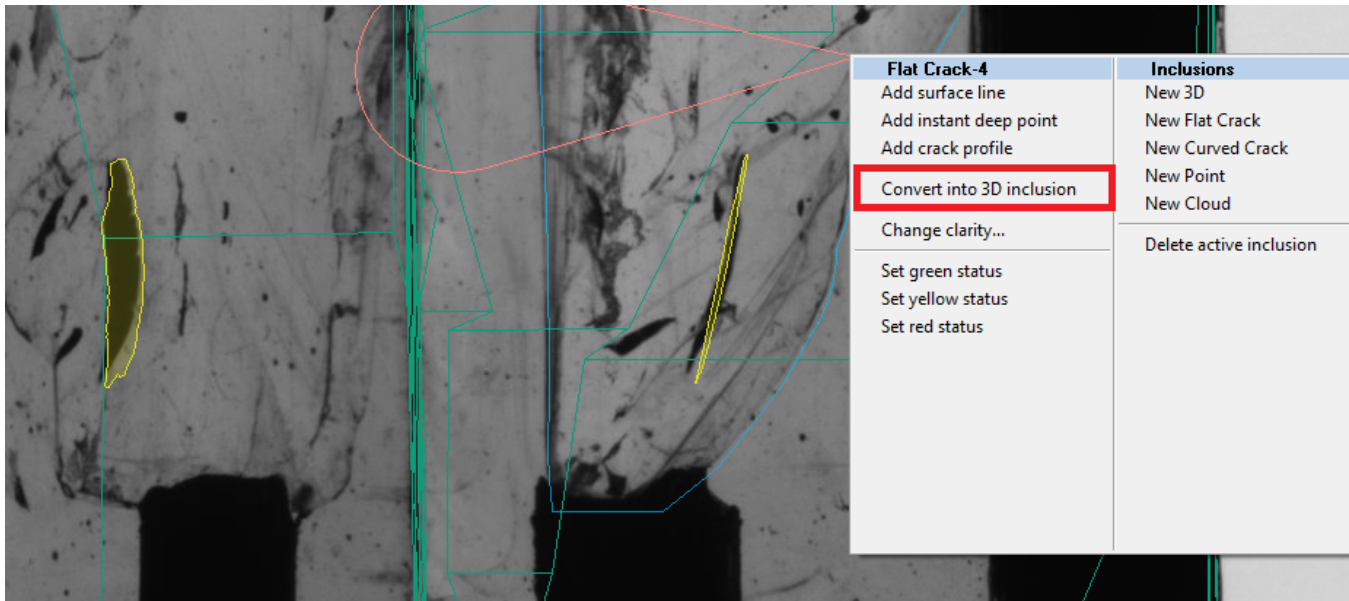 Flat Crack-4
Add surface line
Add instant deep point
Add crack profile
Convert into 3D inclusion
Change clarity...
Set green status
Set yellow status
Set red status
Inclusions
New 3D
New Flat Crack
New Curved Crack
New Point
New Cloud
Delete active inclusion